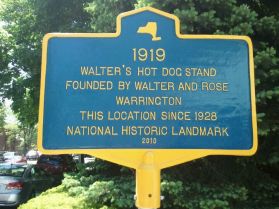 1919
WALTER'S HOT DOG STAND
FOUNDED BY WALTER AND ROSE
WARRINGTON
THIS LOCATION SINCE 1928
NATIONAL HISTORIC LANDMARK
2010